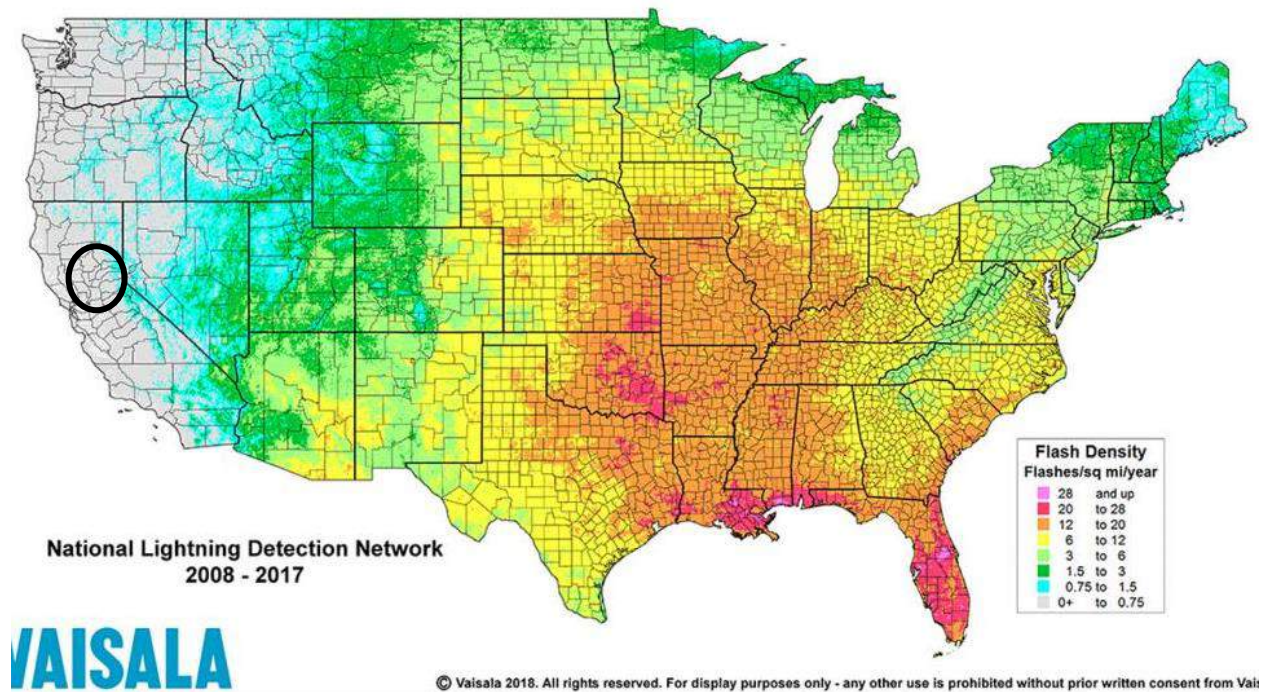 National Lightning Detection Network
2008 - 2017
Flash Density
Flashes/sq mi/year
28 and up
20 to 28
12 to 20
6 to 12
3 to 6
1.5 to 3
0.75 to 1.5
0+ to 0.75
VAISALA
© Vaisala 2018. All rights reserved. For display purposes only - any other use is prohibited without prior written consent from Vais